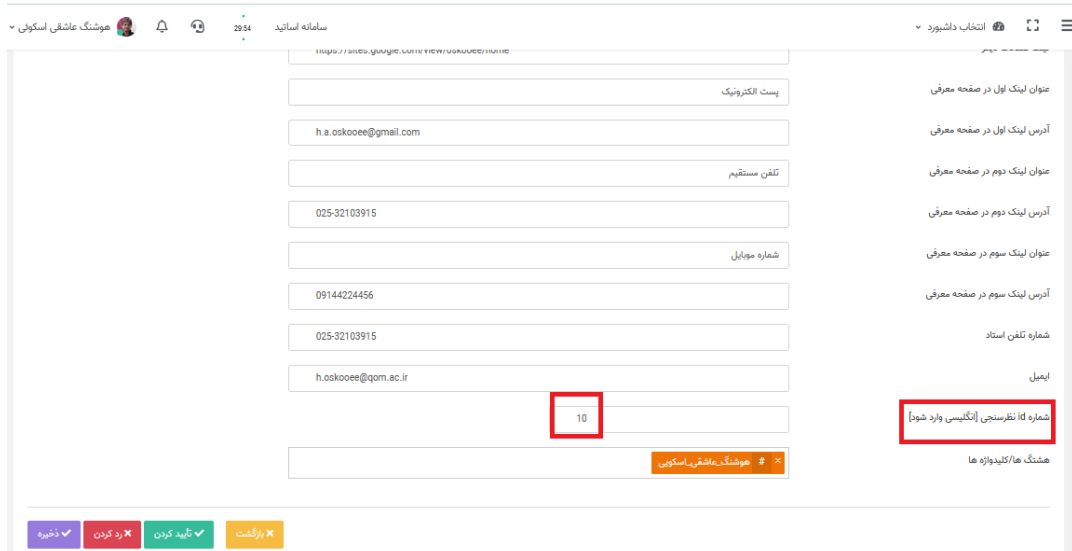 انتخاب داشبورد
سامانه اساتید
29:54
هوشنگ عاشقی اسکوئی
https://sites.google.com/view/oskooee/home
عنوان لینک اول در صفحه معرفی
پست الکترونیک
آدرس لینک اول در صفحه معرفی
h.a.oskooee@gmail.com
عنوان لینک دوم در صفحه معرفی
تلفن مستقیم
آدرس لینک دوم در صفحه معرفی
025-32103915
عنوان لینک سوم در صفحه معرفی
شماره موبایل
آدرس لینک سوم در صفحه معرفی
09144224456
شماره تلفن استاد
025-32103915
ایمیل
h.oskooee@qom.ac.ir
شماره id نظرسنجی [انگلیسی وارد شود]
10
هشتگ ها/کلیدواژه ها
× # هوشنگ_عاشقی_اسکویی
× بازگشت
✓ تأیید کردن
× رد کردن
✓ ذخیره